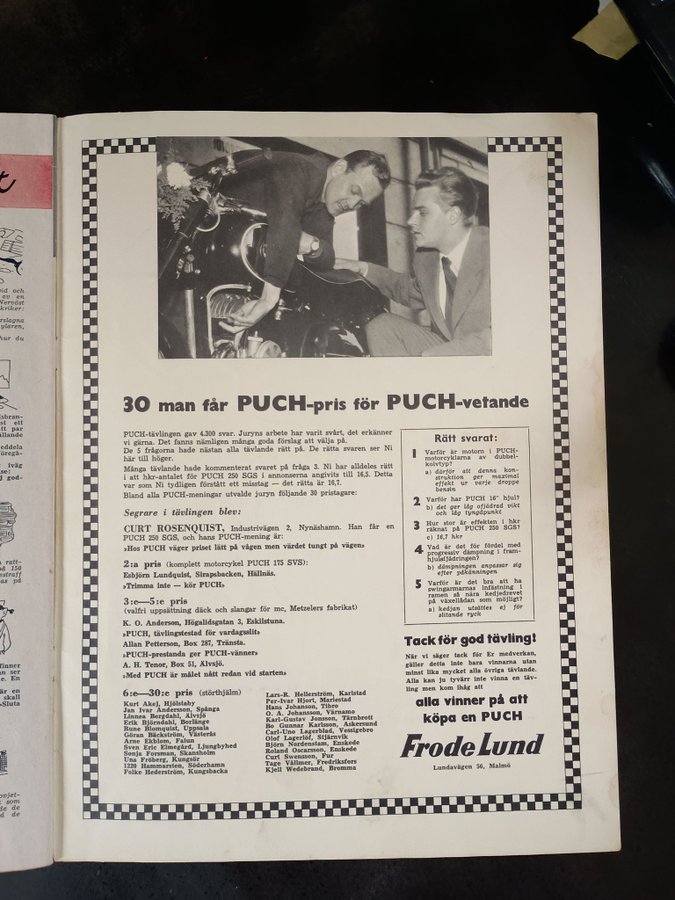 30 man får PUCH-pris för PUCH-vetande
PUCH-tävlingen gav 4.300 svar. Juryns arbete har varit svårt, det erkänner
vi gärna. Det fanns nämligen många goda förslag att välja på.
De 5 frågorna hade nästan alla tävlande rätt på. De rätta svaren ser Ni
här till höger.
Många tävlande hade kommenterat svaret på fråga 3. Ni har alldeles rätt
i att hkr-antalet för PUCH 250 SGS i annonserna angivits till 16,5. Detta
var som Ni tydligen förstått ett misstag — det rätta är 16,7.
Bland alla PUCH-meningar utvalde juryn följande 30 pristagare:
Segrare i tävlingen blev:
CURT ROSENQUIST, Industrivägen 2, Nynäshamn. Han får en
PUCH 250 SGS, och hans PUCH-mening är:
»Hos PUCH väger priset lätt på vågen men värdet tungt på vägen»
2:a pris (komplett motorcykel PUCH 175 SVS):
Esbjörn Lundquist, Sirapsbacken, Hällnäs.
»Trimma inte — kör PUCH»
3:e—5:e pris
(valfri uppsättning däck och slangar för mc, Metzelers fabrikat)
K. O. Anderson, Högalidsgatan 3, Eskilstuna.
»PUCH, tävlingstestad för vardagsslit»
Allan Petterson, Box 287, Tränsta.
»PUCH-prestanda ger PUCH-vänner»
A. H. Tenor, Box 51, Älvsjö.
»Med PUCH är målet nått redan vid starten»
6:e—30:e pris (störthjälm)
Kurt Akej, Hjölstaby
Jan Ivar Andersson, Spånga
Linnea Bergdahl, Älvsjö
Erik Björndahl, Borlänge
Rune Blomquist, Uppsala
Göran Bäckström, Västerås
Arne Ekblom, Falun
Sven Eric Elmegård, Ljungbyhed
Sonja Forsman, Skansholm
Una Fröberg, Kungsör
1220 Hammarsten, Söderhamn
Folke Hederström, Kungsbacka
Lars-R. Hellerström, Karlstad
Per-Ivar Hjort, Mariestad
Hans Johanson, Tibro
O. A. Johansson, Värnamo
Karl-Gustav Jonsson, Tärnbrott
Bo Gunnar Karlsson, Askersund
Carl-Uno Lagerblad, Vessigebro
Olof Lagerlöf, Stjärnvik
Björn Nordenstam, Enskede
Roland Oscarsson, Enskede
Curt Swensson, Fur
Tage Vällmer, Fredriksfors
Kjell Wedebrand, Bromma
Rätt svarat:
1 Varför är motorn i PUCH-
motorcyklarna av dubbel-
kolvtyp?
a) därför att denna kon-
struktion ger maximal
effekt ur varje droppe
bensin
2 Varför har PUCH 16" hjul?
b) det ger låg ofjädrad vikt
och låg tyngdpunkt
3 Hur stor är effekten i hkr
räknat på PUCH 250 SGS?
c) 16,7 hkr
4 Vad är det för fördel med
progressiv dämpning i fram-
hjulsfjädringen?
b) dämpningen anpassar sig
efter påkänningen
5 Varför är det bra att ha
swingarmarnas infästning i
ramen så nära kedjedrevet
på växellådan som möjligt?
a) kedjan utsättes ej för
slitande ryck
Tack för god tävling!
När vi säger tack för Er medverkan,
gäller detta inte bara vinnarna utan
minst lika mycket alla övriga tävlande.
Alla kan ju tyvärr inte vinna en täv-
ling men kom ihåg att
alla vinner på att
köpa en PUCH
Frode Lund
Lundavägen 56, Malmö